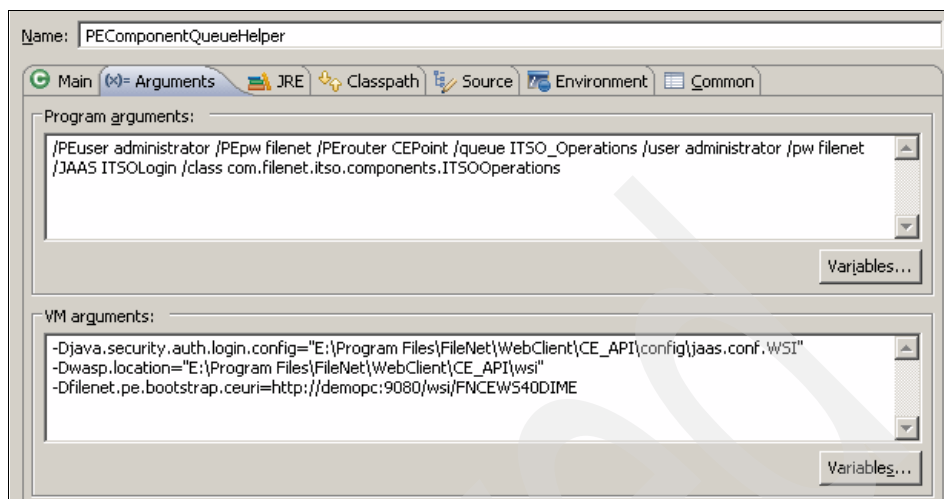 Name: PEComponentQueueHelper
Main (x)= Arguments JRE Classpath Source Environment Common
Program arguments:
/PEuser administrator /PEpw filenet /PErouter CEPoint /queue ITSO_Operations /user administrator /pw filenet
/JAAS ITSOLogin /class com.filenet.itso.components.ITSOOperations
Variables...
VM arguments:
-Djava.security.auth.login.config="E:\Program Files\FileNet\WebClient\CE_API\config\jaas.conf.WSI"
-Dwasp.location="E:\Program Files\FileNet\WebClient\CE_API\wsi"
-Dfilenet.pe.bootstrap.ceuri=http://demopc:9080/wsi/FNCEWS40DIME
Variables...